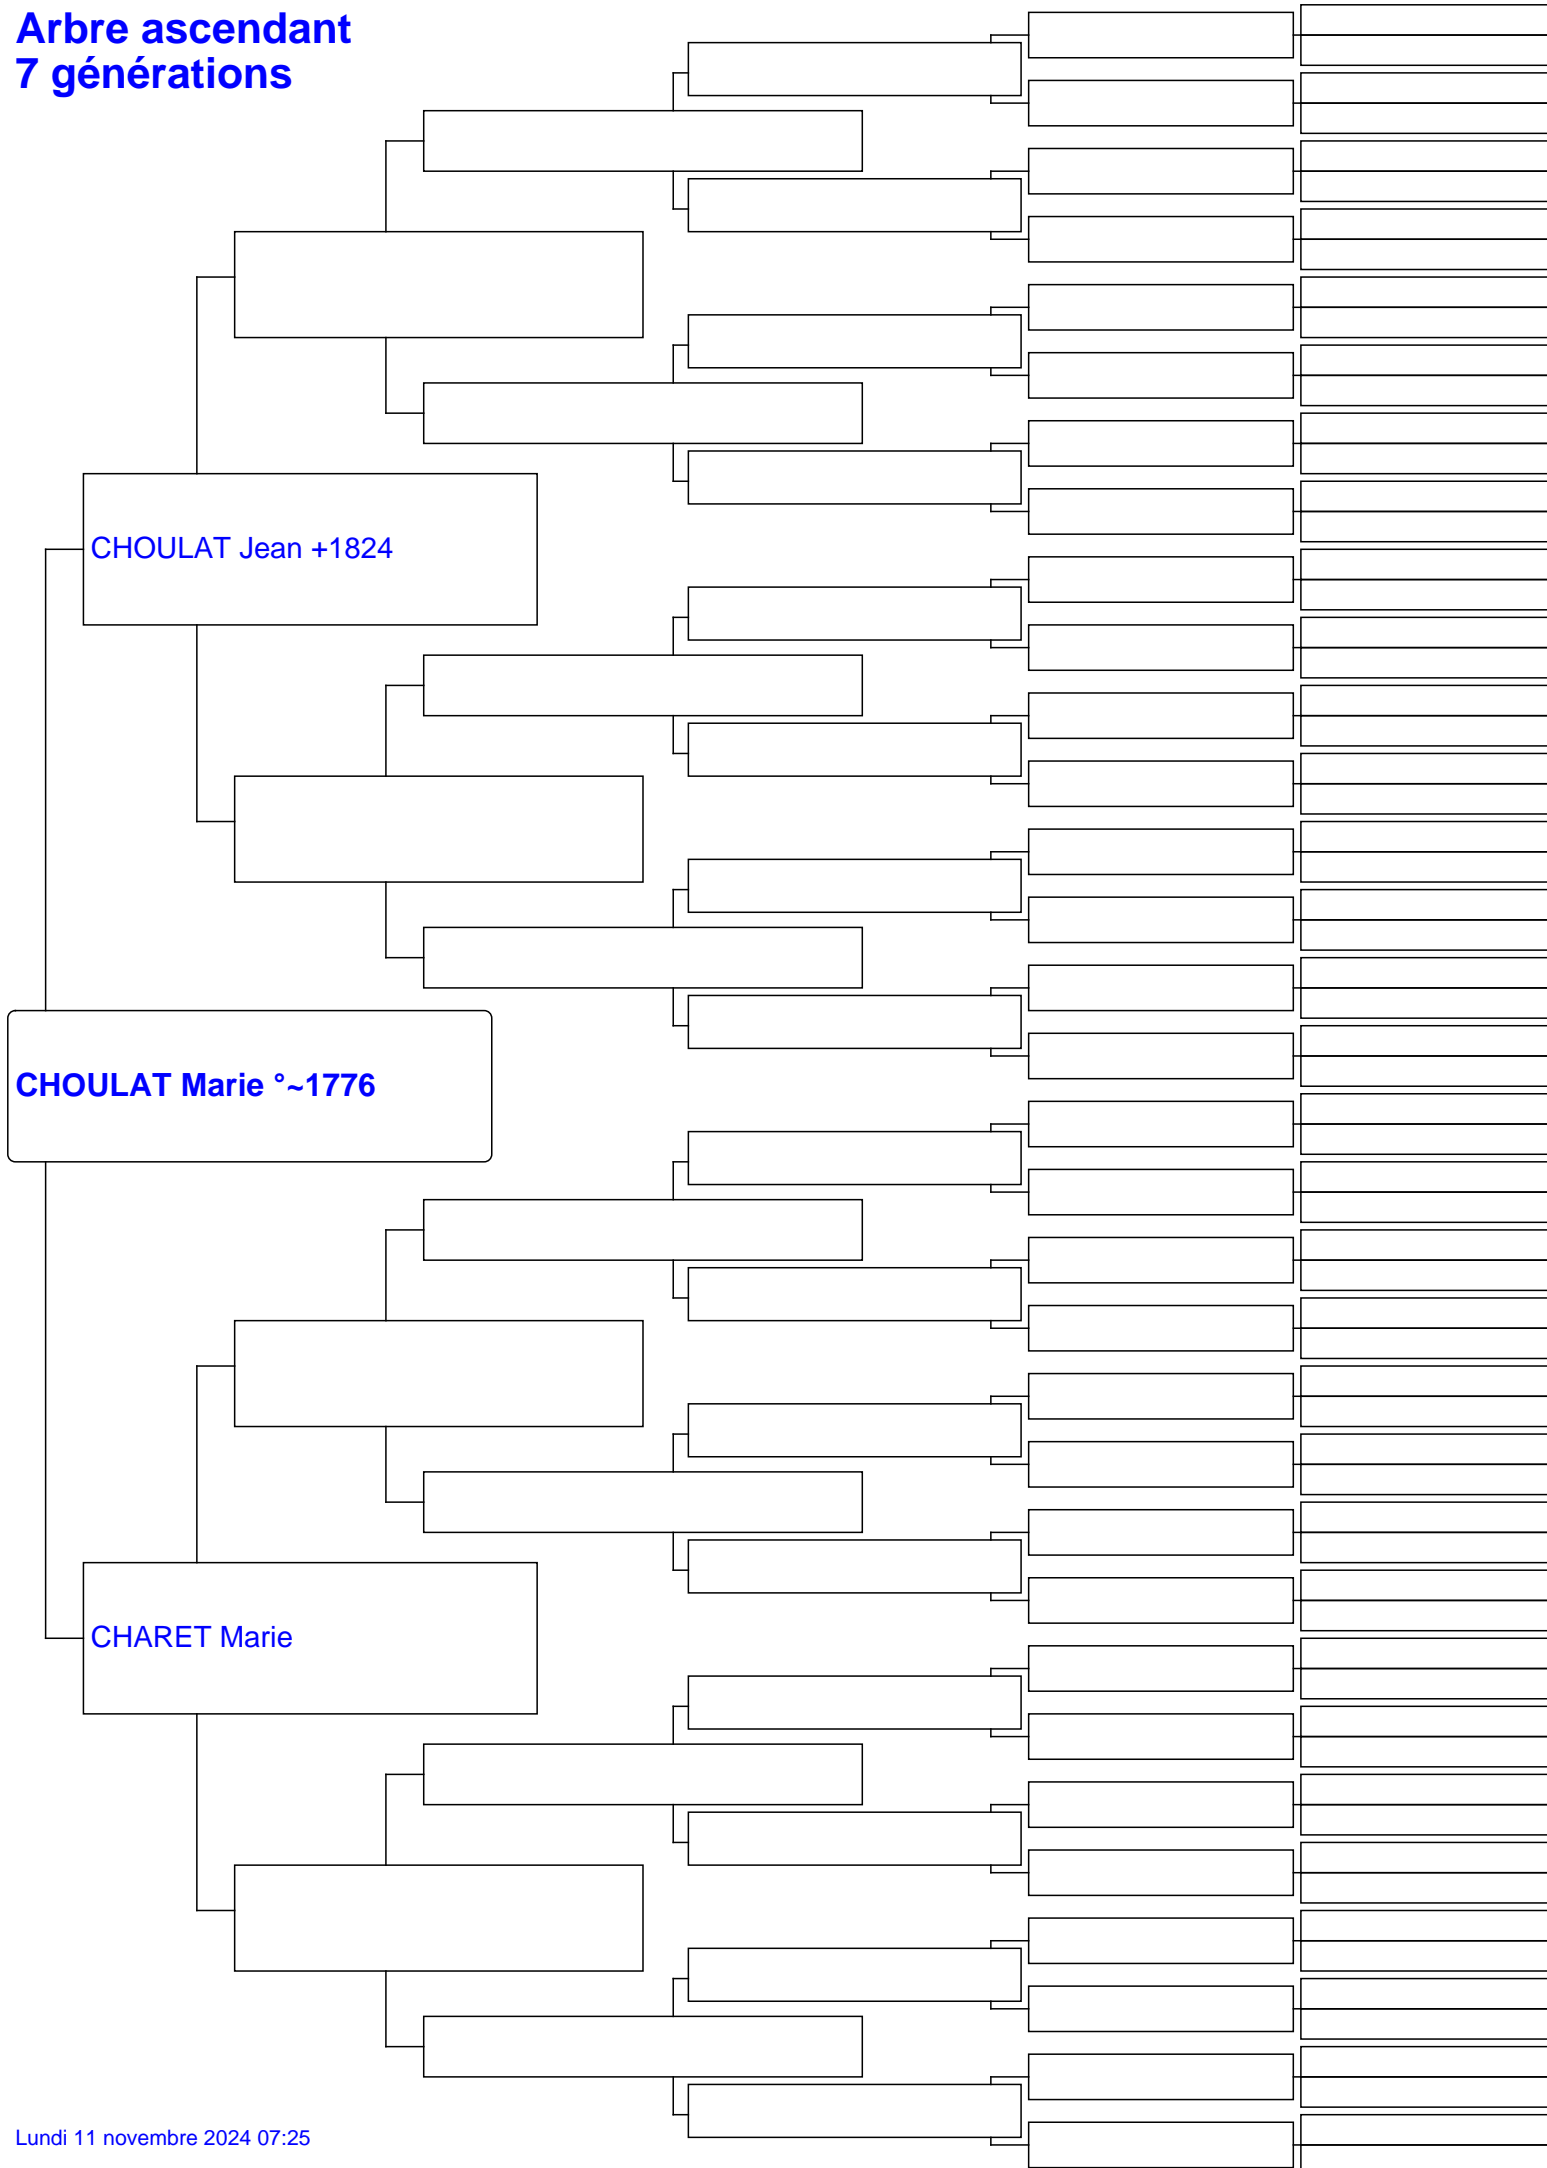 Arbre ascendant
7 générations
CHOULAT Jean +1824
CHOULAT Marie °~1776
CHARET Marie
Lundi 11 novembre 2024 07:25